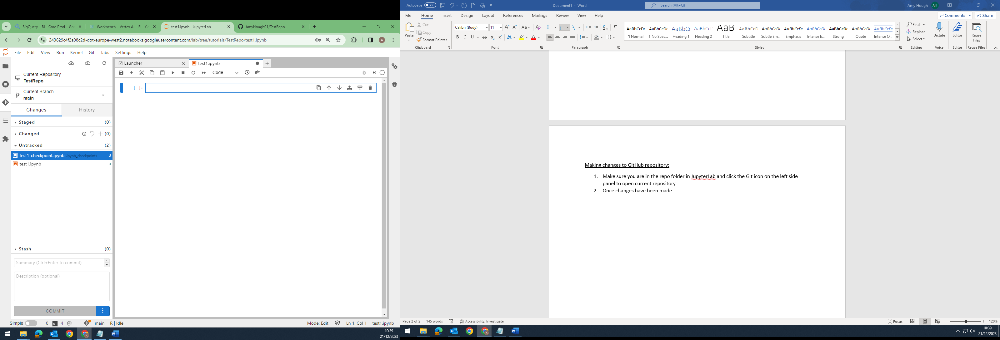 BigQuery – BI - Core Prod – Go
Workbench – Vertex AI – BI - Co
test1.ipynb - JupyterLab
AmyHough01/TestRepo
243629c4f2a98c2d-dot-europe-west2.notebooks.googleusercontent.com/lab/tree/tutorials/TestRepo/test1.ipynb
A
File Edit View Run Kernel Git Tabs Settings Help
Launcher
test1.ipynb
Code
git
R
Current Repository
TestRepo
Current Branch
main
Changes
History
Staged (0)
Changed (0)
Untracked (2)
test1-checkpoint.ipynb .ipynb_checkpoints U
test1.ipynb U
[ ]:
Stash (0)
Summary (Ctrl+Enter to commit)
Description (optional)
COMMIT
Simple 0 $_ 4 main R | Idle
Mode: Edit Ln 1, Col 1 test1.ipynb
10:39
21/12/2023
AutoSave Off
Document1 - Word
Search (Alt+Q)
Amy Hough AH
File Home Insert Design Layout References Mailings Review View Help
Comments Share
Paste
Cut
Copy
Format Painter
Clipboard
Calibri (Body) 11
Font
Paragraph
AaBbCcDc ¶ Normal
AaBbCcDc ¶ No Spac...
AaBbCc Heading 1
AaBbCcD Heading 2
AaB Title
AaBbCcD Subtitle
AaBbCcDc Subtle Em...
AaBbCcDc Emphasis
AaBbCcDc Intense E...
AaBbCcDc Strong
AaBbCcDc Quote
AaBbCcDc Intense Q...
Styles
Find
Replace
Select
Editing
Dictate
Voice
Editor
Editor
Reuse
Files
Reuse Files
Making changes to GitHub repository:
1. Make sure you are in the repo folder in JupyterLab and click the Git icon on the left side
panel to open current repository
2. Once changes have been made
Page 2 of 2 145 words Accessibility: Investigate
Focus
120%
10:39
21/12/2023